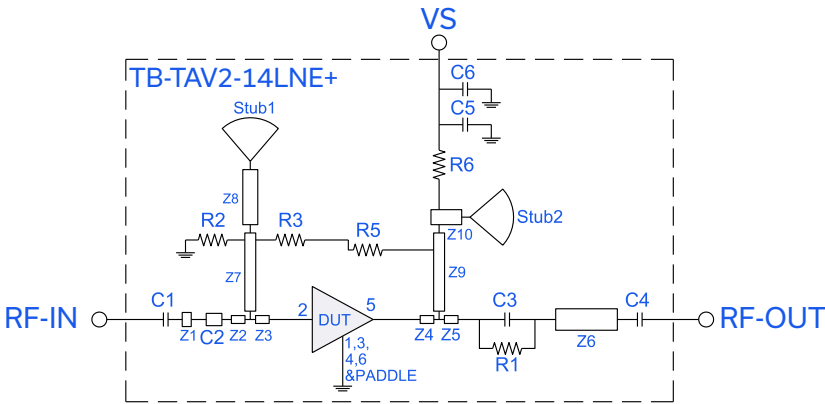 VS
TB-TAV2-14LNE+
C6
Stub1
C5
R6
Z8
R2
R3
R5
Stub2
Z10
Z7
Z9
RF-IN
C1
2
DUT
5
C3
C4
RF-OUT
Z1
C2
Z2
Z3
Z4
Z5
Z6
1,3,
4,6
&PADDLE
R1